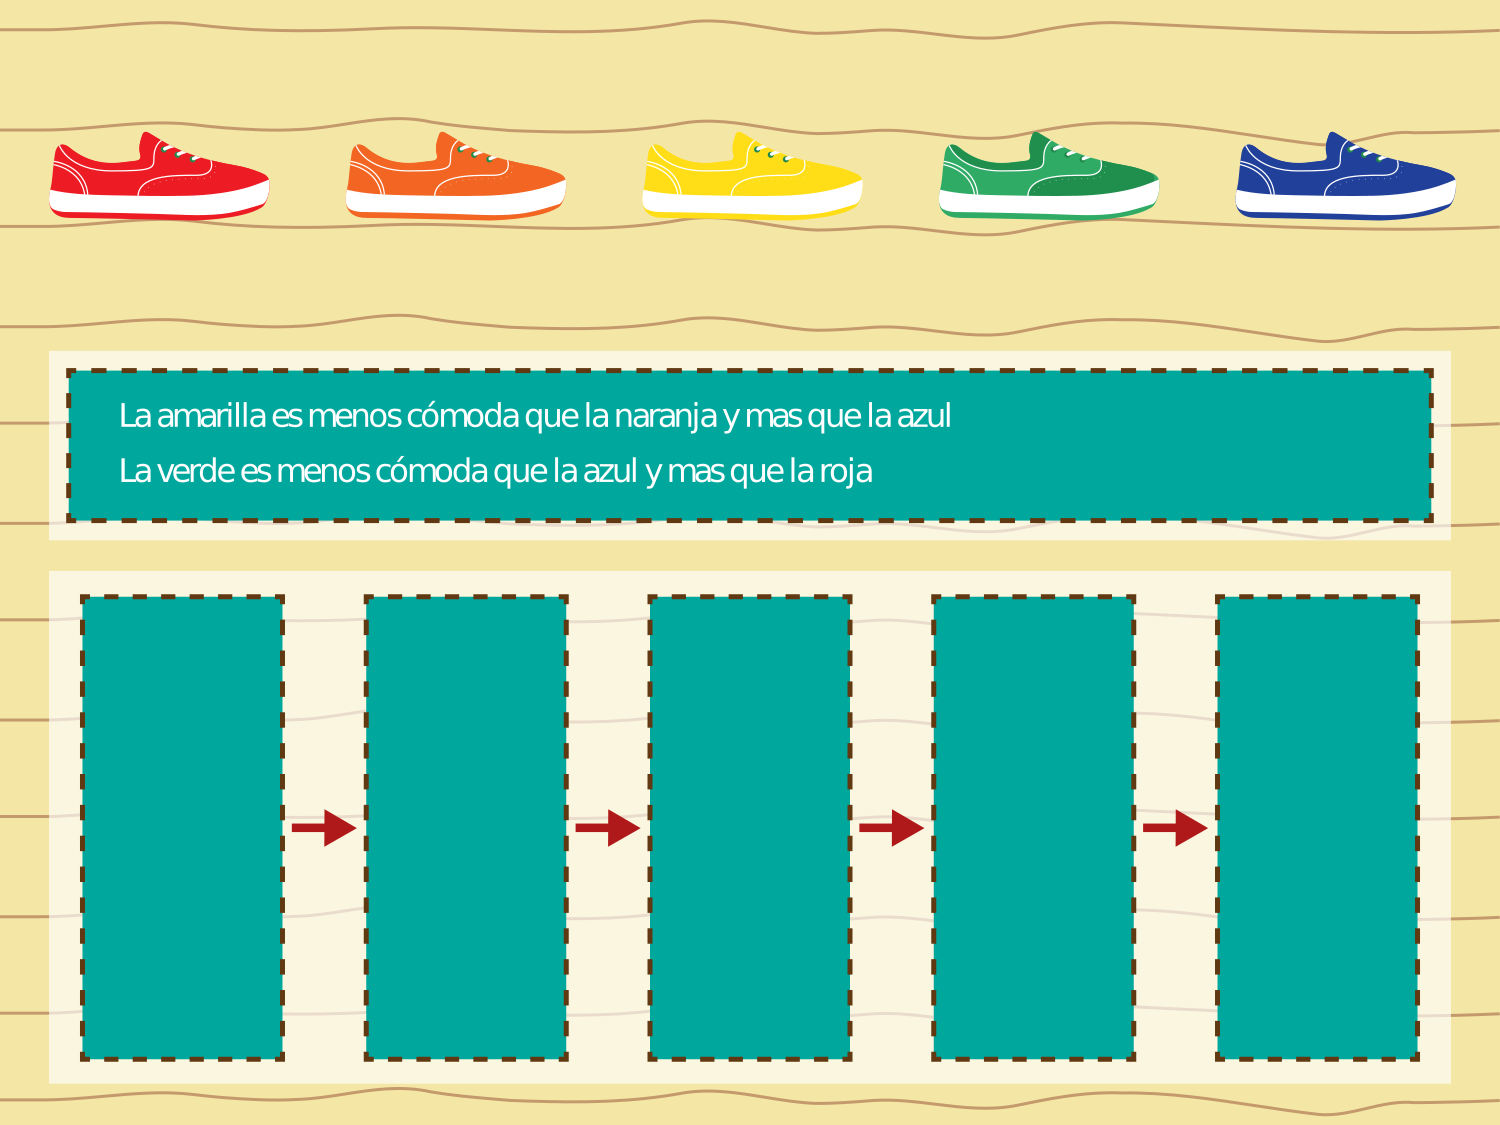 La amarilla es menos cómoda que la naranja y mas que la azul
La verde es menos cómoda que la azul y mas que la roja